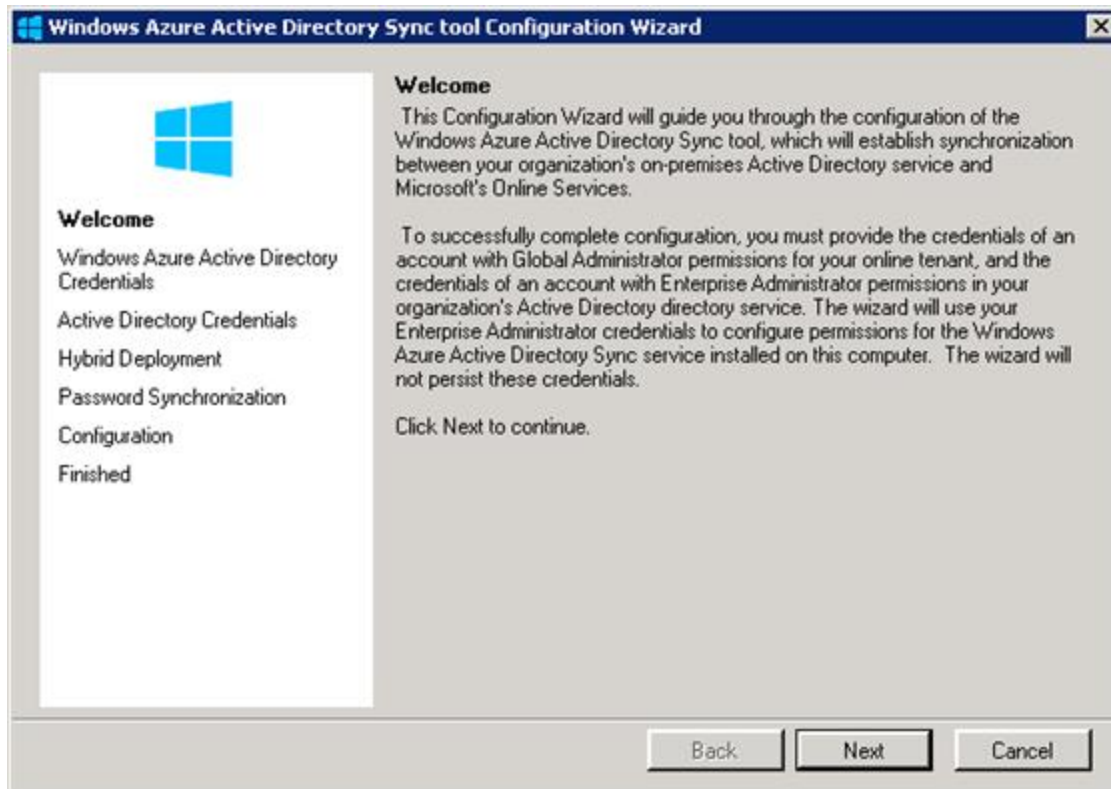 Windows Azure Active Directory Sync tool Configuration Wizard
Welcome
Windows Azure Active Directory
Credentials
Active Directory Credentials
Hybrid Deployment
Password Synchronization
Configuration
Finished
Welcome
This Configuration Wizard will guide you through the configuration of the
Windows Azure Active Directory Sync tool, which will establish synchronization
between your organization's on-premises Active Directory service and
Microsoft's Online Services.
To successfully complete configuration, you must provide the credentials of an
account with Global Administrator permissions for your online tenant, and the
credentials of an account with Enterprise Administrator permissions in your
organization's Active Directory directory service. The wizard will use your
Enterprise Administrator credentials to configure permissions for the Windows
Azure Active Directory Sync service installed on this computer. The wizard will
not persist these credentials.
Click Next to continue.
Back
Next
Cancel